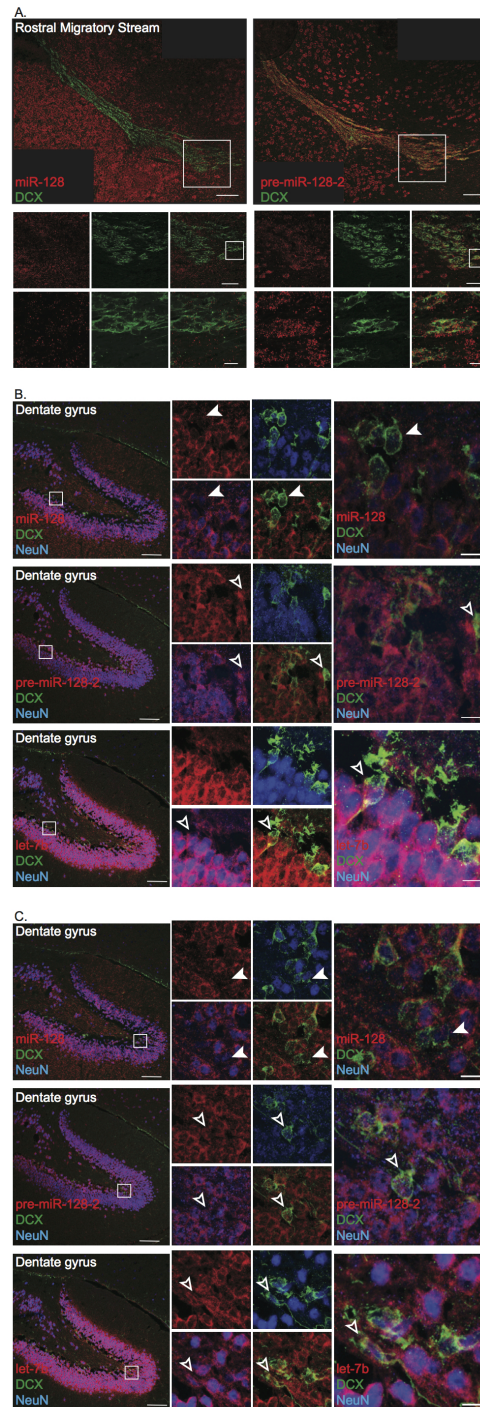 A.
Rostral Migratory Stream
miR-128
DCX
pre-miR-128-2
DCX
B.
Dentate gyrus
miR-128
DCX
NeuN
miR-128
DCX
NeuN
Dentate gyrus
pre-miR-128-2
DCX
NeuN
pre-miR-128-2
DCX
NeuN
Dentate gyrus
let-7b
DCX
NeuN
let-7b
DCX
NeuN
C.
Dentate gyrus
miR-128
DCX
NeuN
miR-128
DCX
NeuN
Dentate gyrus
pre-miR-128-2
DCX
NeuN
pre-miR-128-2
DCX
NeuN
Dentate gyrus
let-7b
DCX
NeuN
let-7b
DCX
NeuN